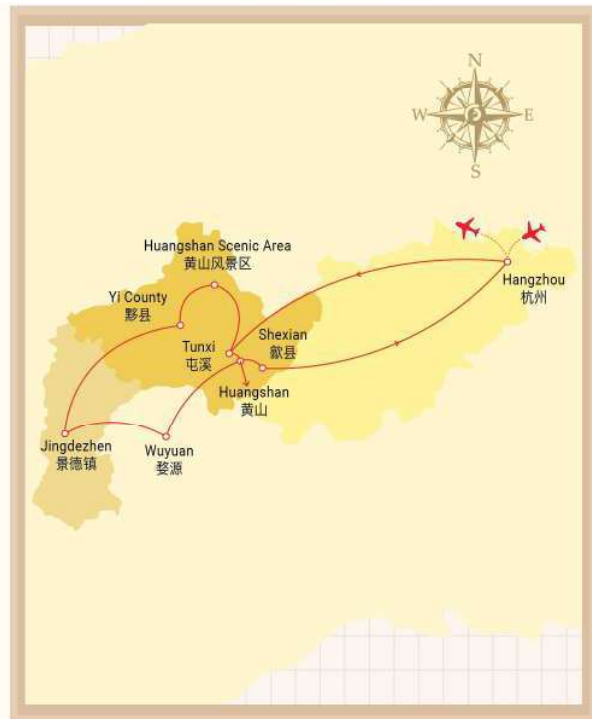 N
W
E
S
Huangshan Scenic Area
黄山风景区
Hangzhou
杭州
Yi County
黟县
Shexian
歙县
Tunxi
屯溪
Huangshan
黄山
Jingdezhen
景德镇
Wuyuan
婺源